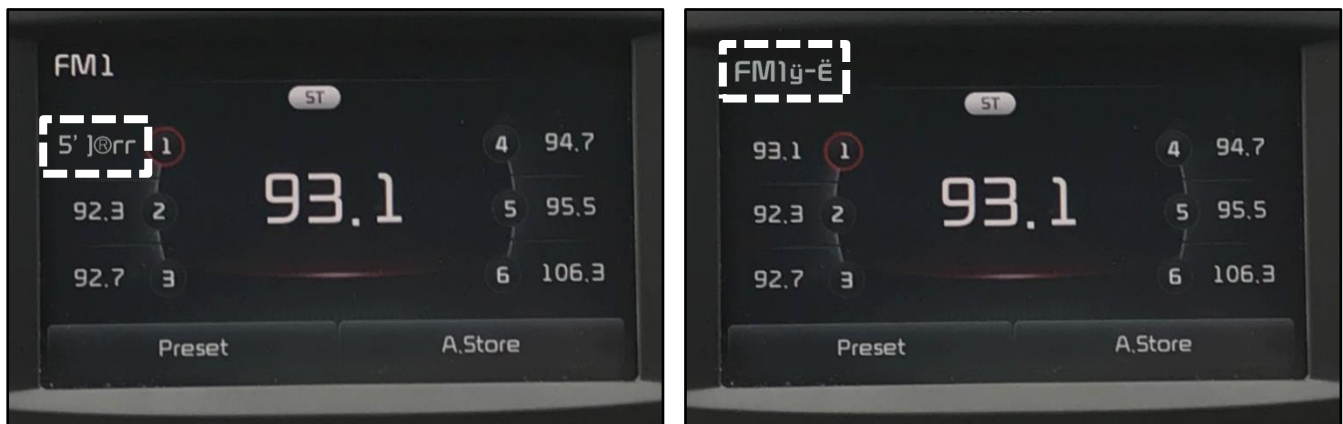 FM1
ST
5' ]®rr 1
4 94.7
93.1
92.3 2
5 95.5
92.7 3
6 106.3
Preset
A.Store
FM1ÿ-Ë
ST
93.1 1
4 94.7
93.1
92.3 2
5 95.5
92.7 3
6 106.3
Preset
A.Store